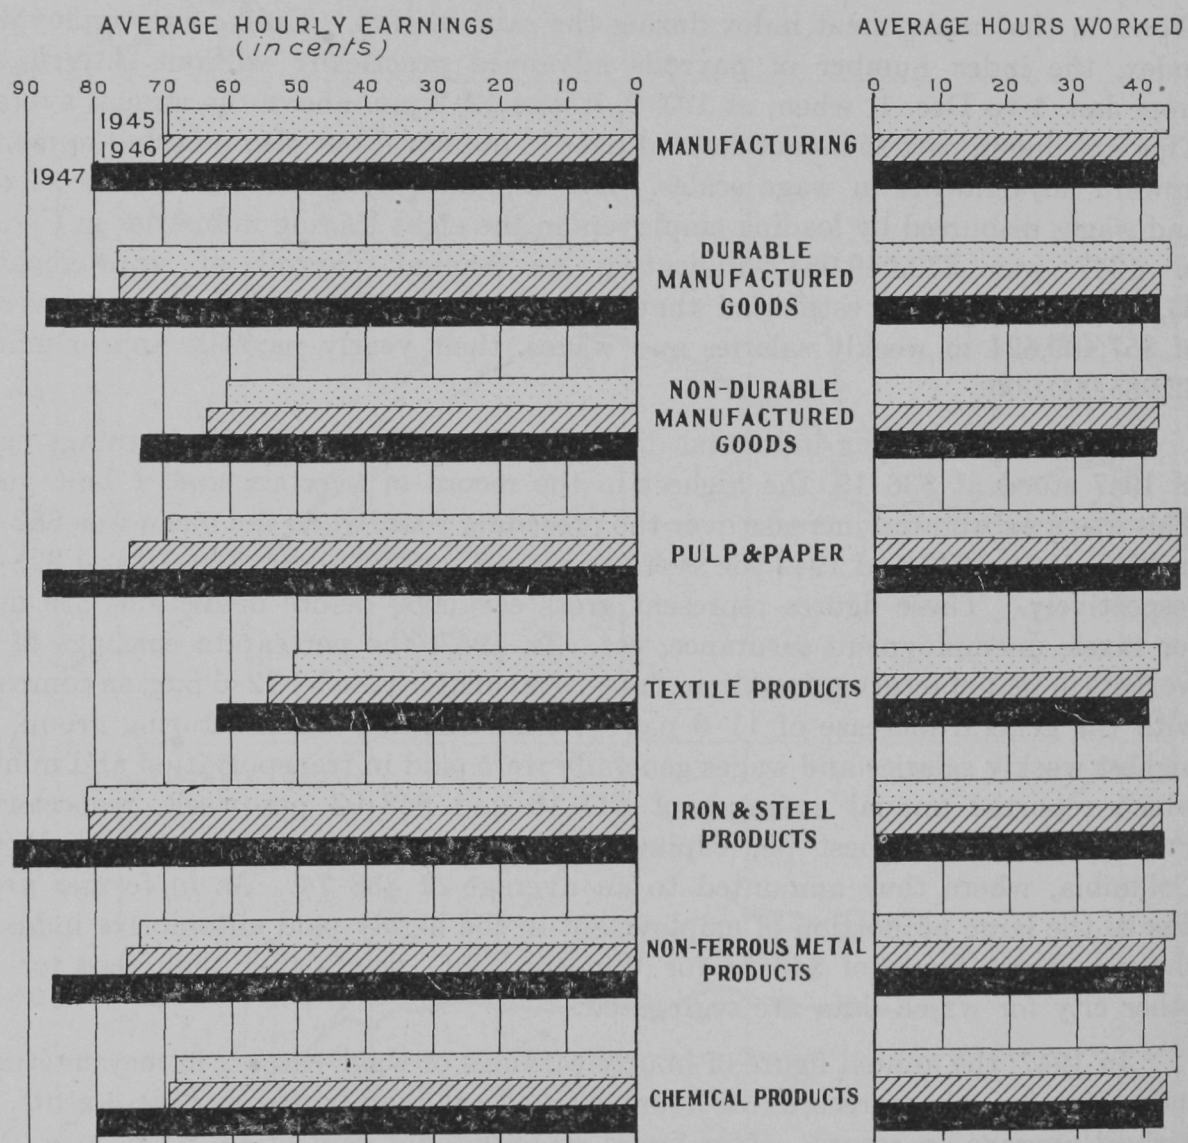 AVERAGE HOURLY EARNINGS
(in cents)
AVERAGE HOURS WORKED
90 80 70 60 50 40 30 20 10 0
0 10 20 30 40
1945
1946
1947
MANUFACTURING
DURABLE
MANUFACTURED
GOODS
NON-DURABLE
MANUFACTURED
GOODS
PULP & PAPER
TEXTILE PRODUCTS
IRON & STEEL
PRODUCTS
NON-FERROUS METAL
PRODUCTS
CHEMICAL PRODUCTS